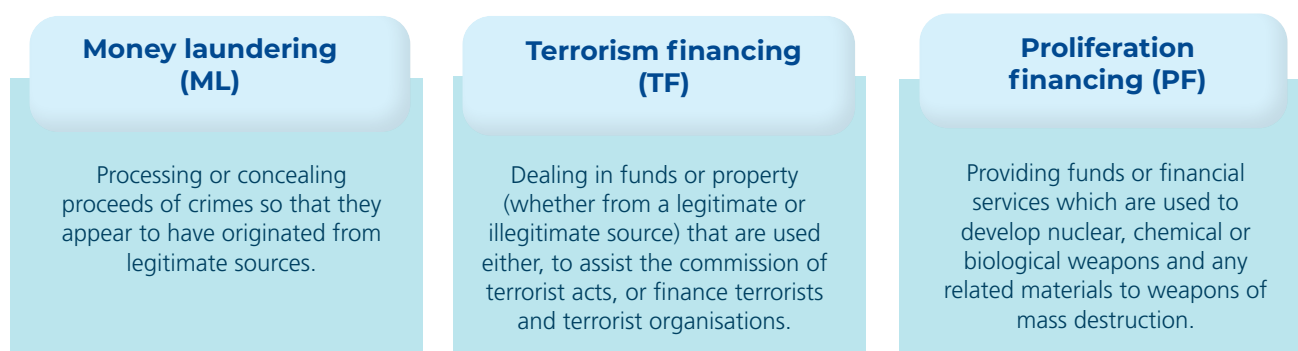 Money laundering
(ML)
Processing or concealing
proceeds of crimes so that they
appear to have originated from
legitimate sources.
Terrorism financing
(TF)
Dealing in funds or property
(whether from a legitimate or
illegitimate source) that are used
either, to assist the commission of
terrorist acts, or finance terrorists
and terrorist organisations.
Proliferation
financing (PF)
Providing funds or financial
services which are used to
develop nuclear, chemical or
biological weapons and any
related materials to weapons of
mass destruction.